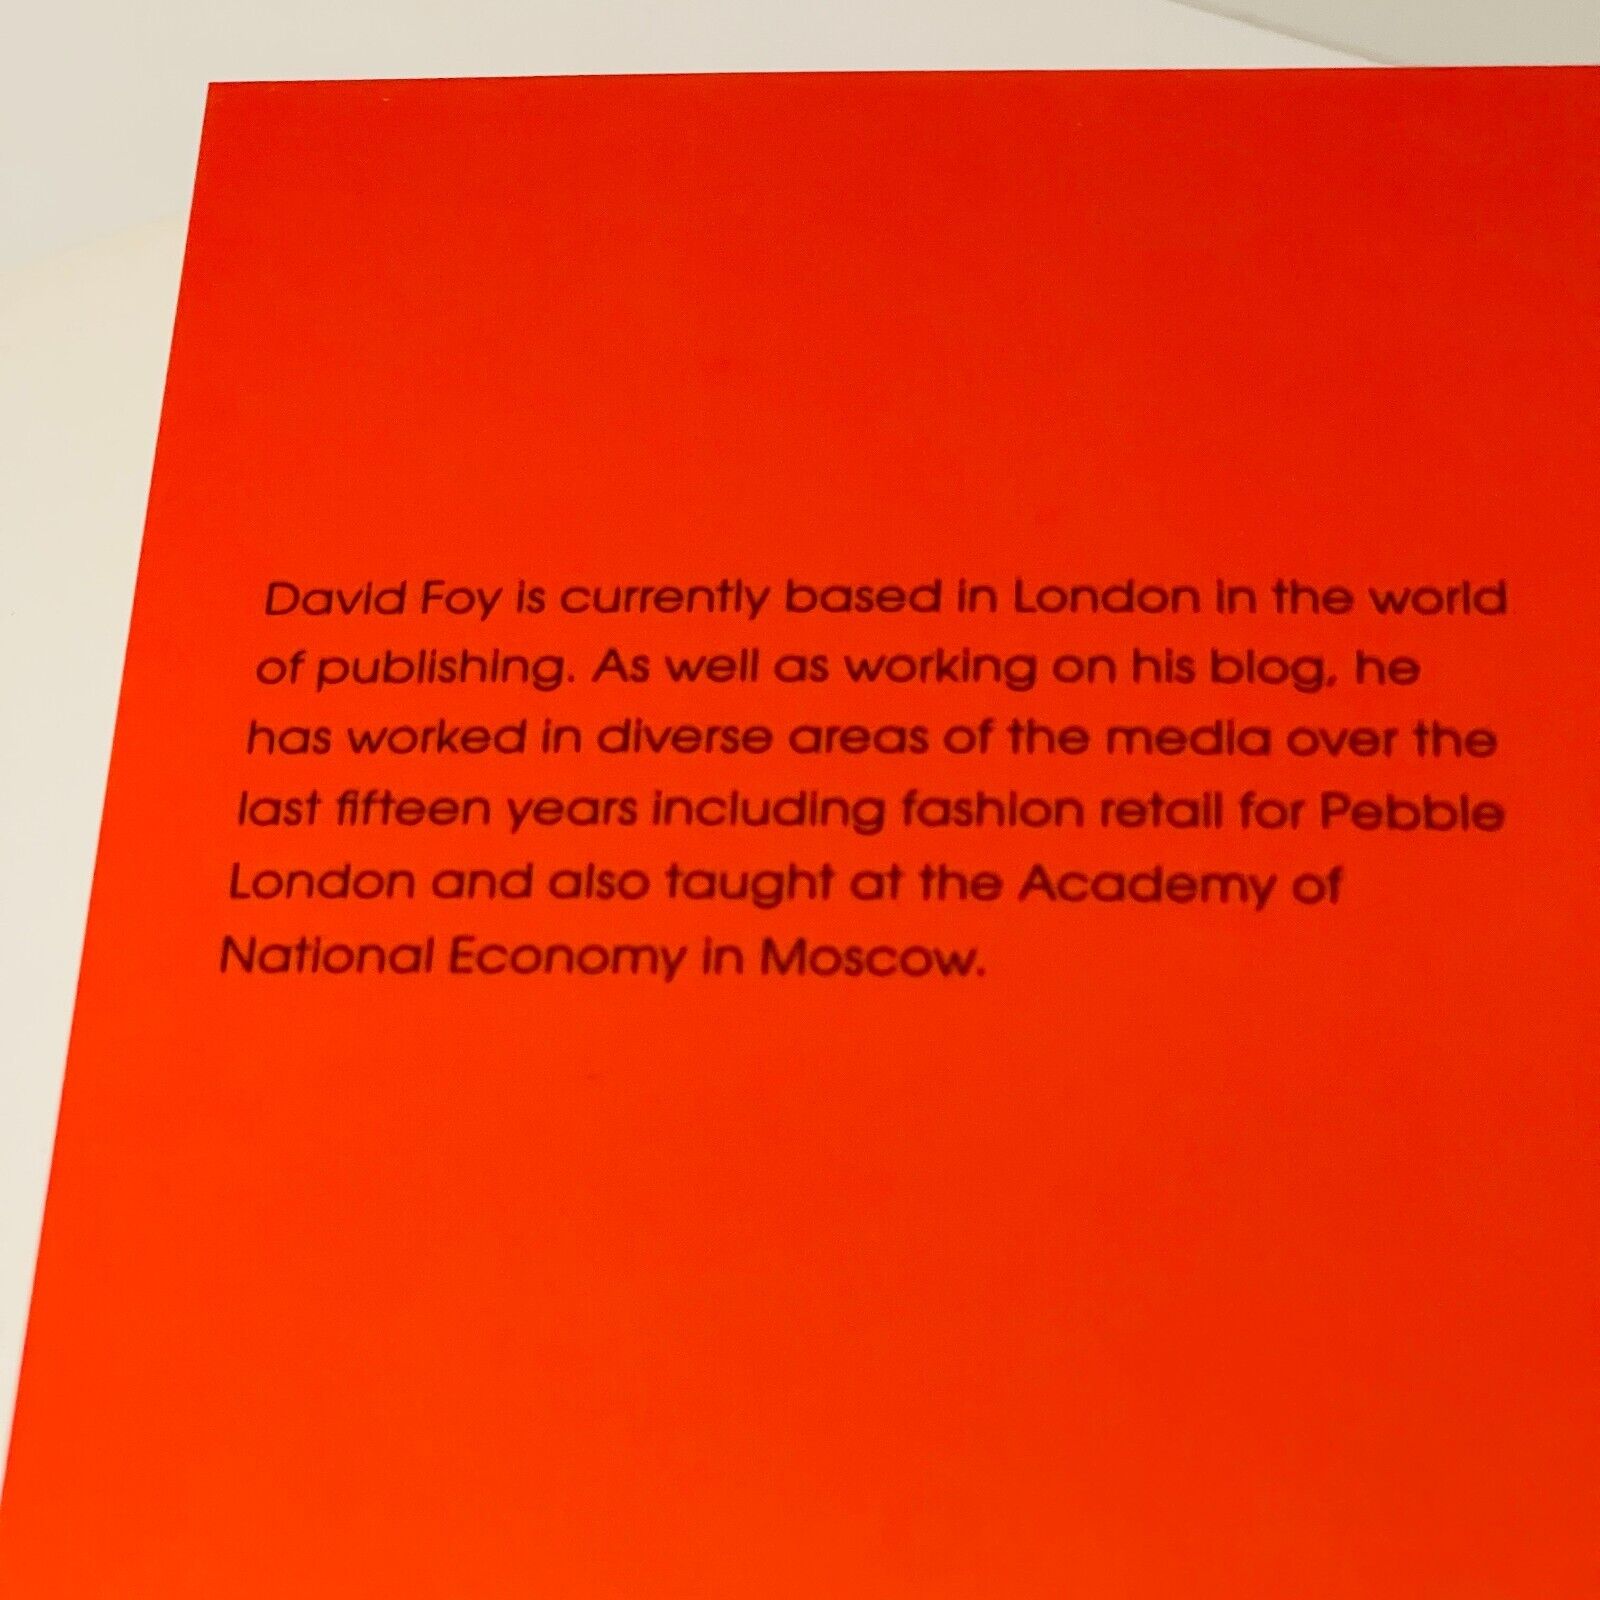 David Foy is currently based in London in the world
of publishing. As well as working on his blog, he
has worked in diverse areas of the media over the
last fifteen years including fashion retail for Pebble
London and also taught at the Academy of
National Economy in Moscow.